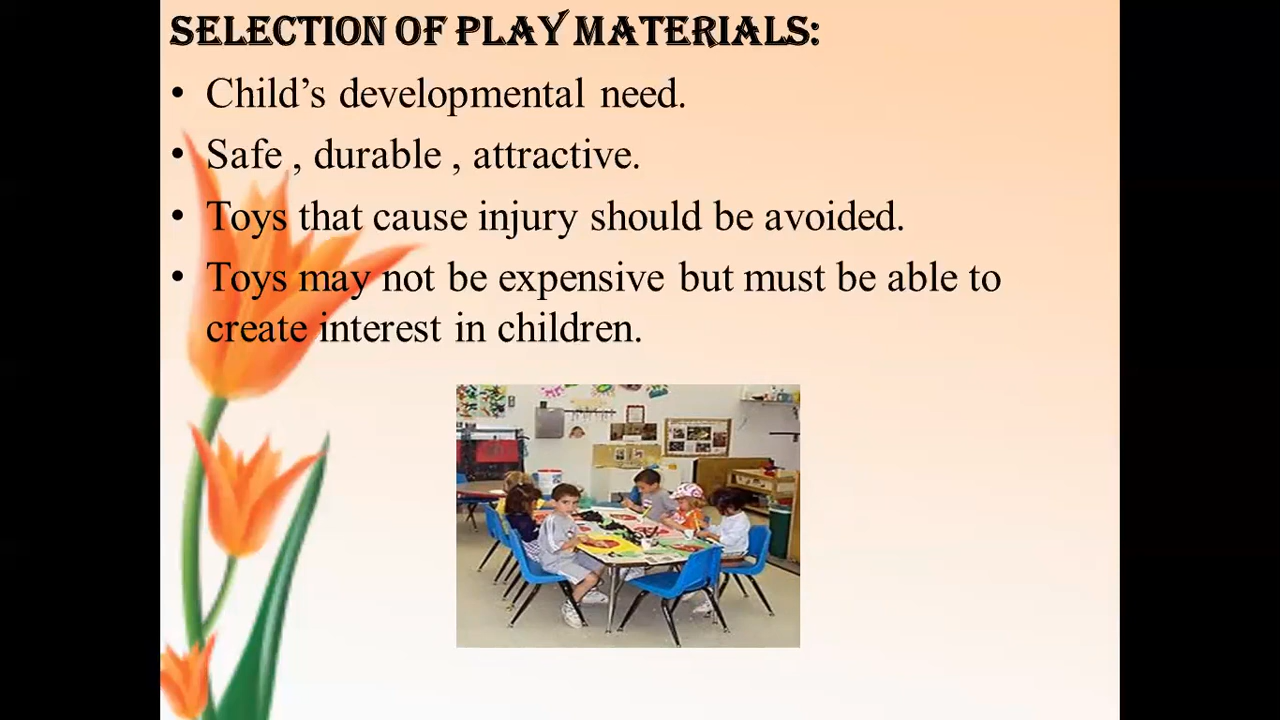 SELECTION OF PLAY MATERIALS:
• Child’s developmental need.
• Safe , durable , attractive.
• Toys that cause injury should be avoided.
• Toys may not be expensive but must be able to
create interest in children.